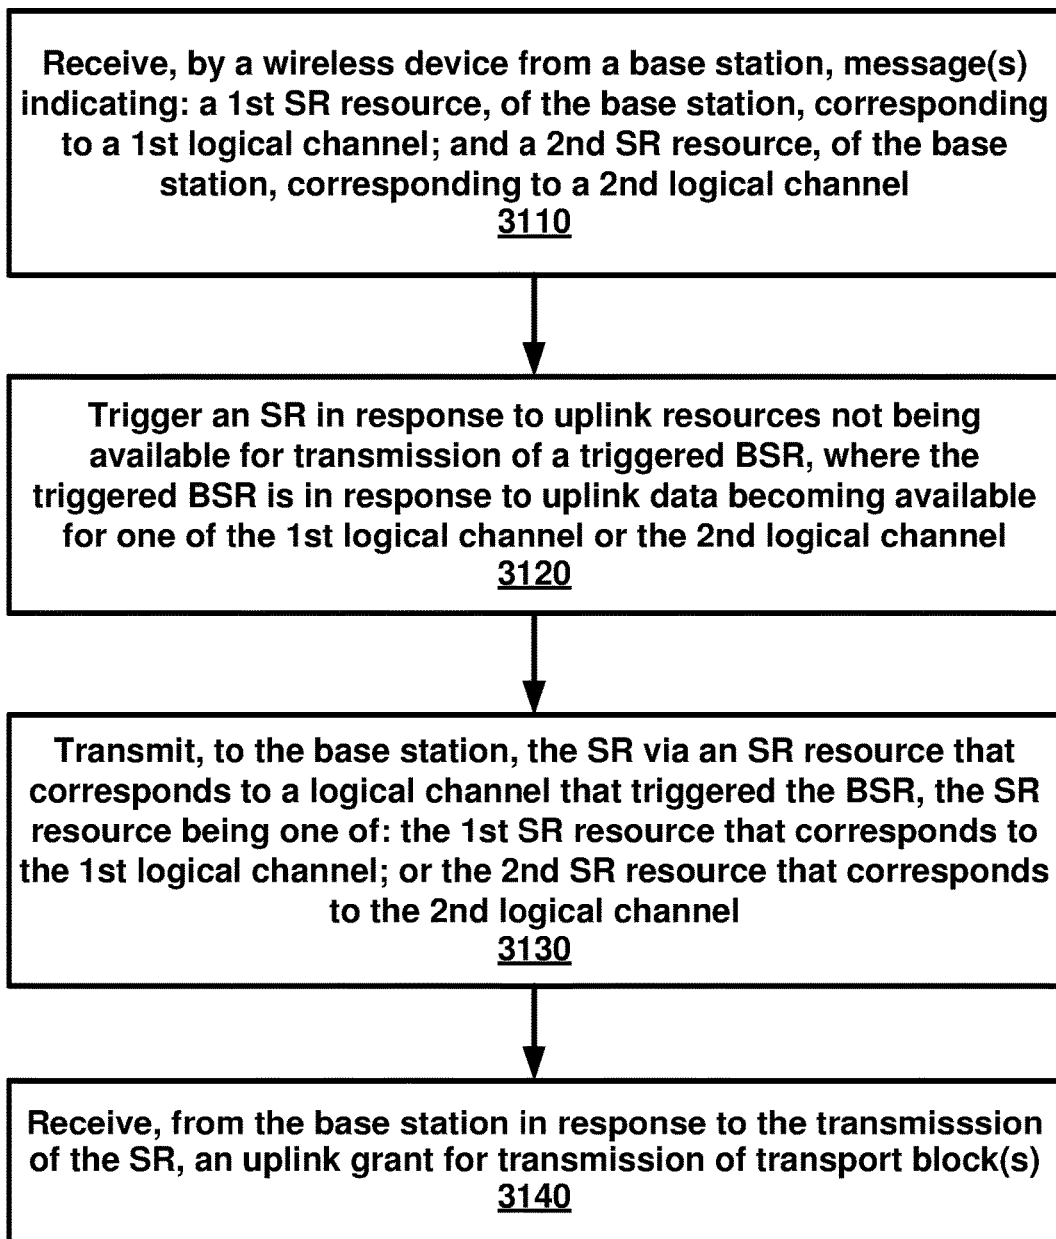 Receive, by a wireless device from a base station, message(s)
indicating: a 1st SR resource, of the base station, corresponding
to a 1st logical channel; and a 2nd SR resource, of the base
station, corresponding to a 2nd logical channel
3110
Trigger an SR in response to uplink resources not being
available for transmission of a triggered BSR, where the
triggered BSR is in response to uplink data becoming available
for one of the 1st logical channel or the 2nd logical channel
3120
Transmit, to the base station, the SR via an SR resource that
corresponds to a logical channel that triggered the BSR, the SR
resource being one of: the 1st SR resource that corresponds to
the 1st logical channel; or the 2nd SR resource that corresponds
to the 2nd logical channel
3130
Receive, from the base station in response to the transmisssion
of the SR, an uplink grant for transmission of transport block(s)
3140